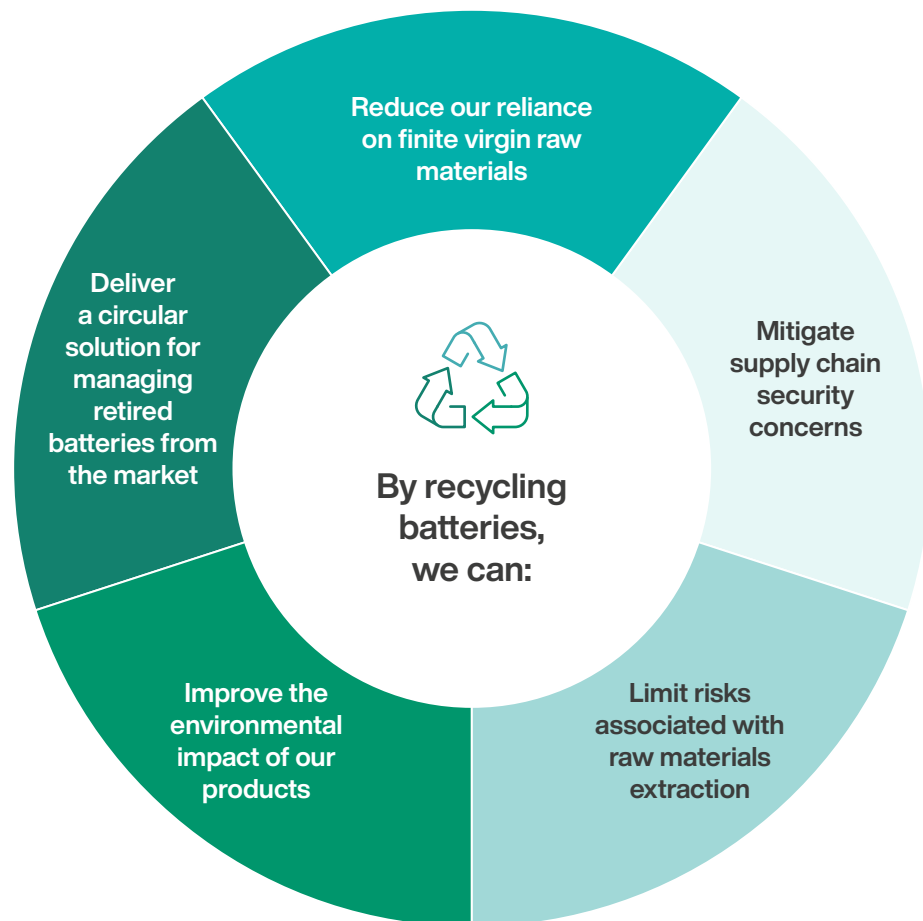 By recycling
batteries,
we can:
Reduce our reliance
on finite virgin raw
materials
Mitigate
supply chain
security
concerns
Limit risks
associated with
raw materials
extraction
Improve the
environmental
impact of our
products
Deliver
a circular
solution for
managing
retired
batteries from
the market